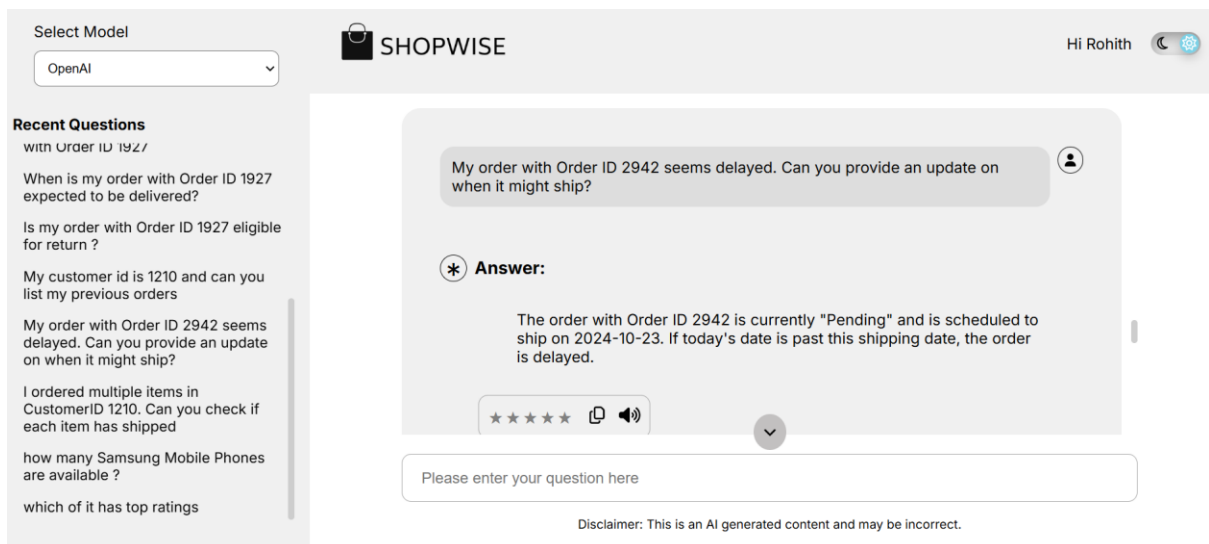 Select Model
OpenAI
Recent Questions
with Order ID 1927
When is my order with Order ID 1927
expected to be delivered?
Is my order with Order ID 1927 eligible
for return ?
My customer id is 1210 and can you
list my previous orders
My order with Order ID 2942 seems
delayed. Can you provide an update
on when it might ship?
I ordered multiple items in
CustomerID 1210. Can you check if
each item has shipped
how many Samsung Mobile Phones
are available ?
which of it has top ratings
SHOPWISE
Hi Rohith
My order with Order ID 2942 seems delayed. Can you provide an update on
when it might ship?
Answer:
The order with Order ID 2942 is currently "Pending" and is scheduled to
ship on 2024-10-23. If today's date is past this shipping date, the order
is delayed.
Please enter your question here
Disclaimer: This is an AI generated content and may be incorrect.